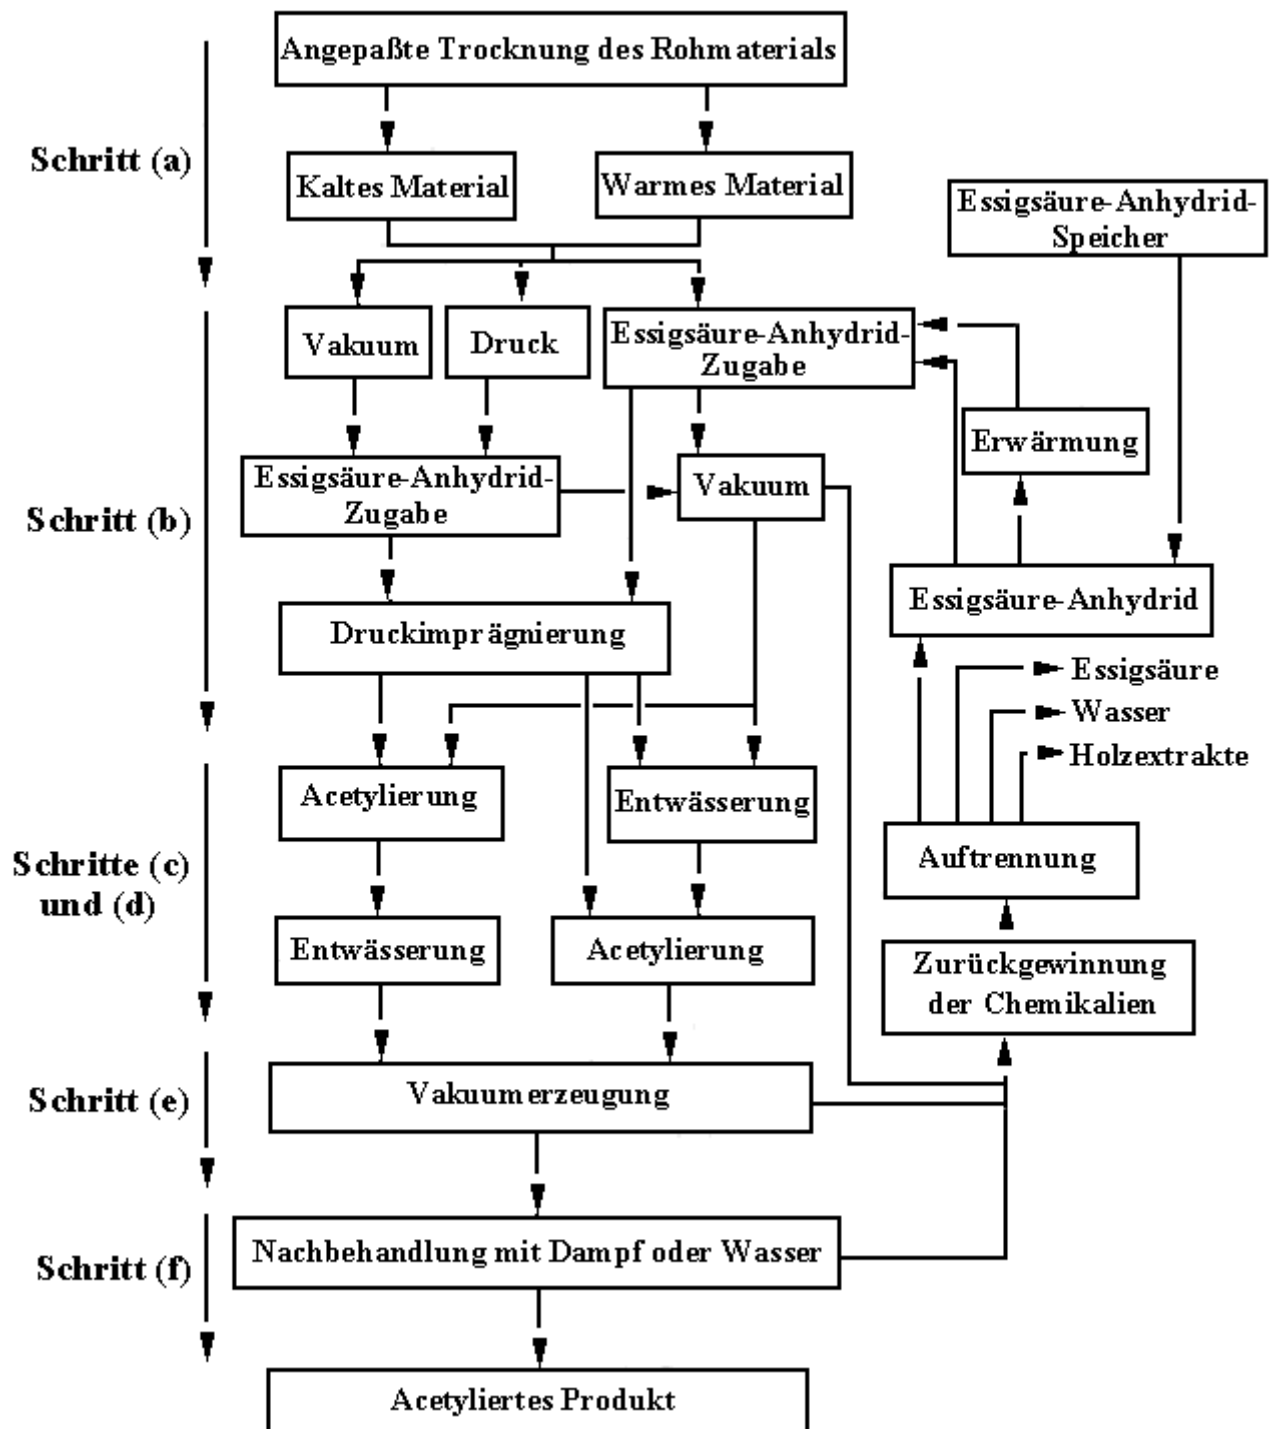 Angepaßte Trocknung des Rohmaterials
Schritt (a)
Kaltes Material
Warmes Material
Essigsäure-Anhydrid-
Speicher
Vakuum
Druck
Essigsäure-Anhydrid-
Zugabe
Erwärmung
Essigsäure-Anhydrid-
Zugabe
Vakuum
Schritt (b)
Essigsäure-Anhydrid
Druckimprägnierung
Essigsäure
Wasser
Holzextrakte
Acetylierung
Entwässerung
Schritte (c)
und (d)
Auftrennung
Entwässerung
Acetylierung
Zurückgewinnung
der Chemikalien
Schritt (e)
Vakuumerzeugung
Schritt (f)
Nachbehandlung mit Dampf oder Wasser
Acetyliertes Produkt